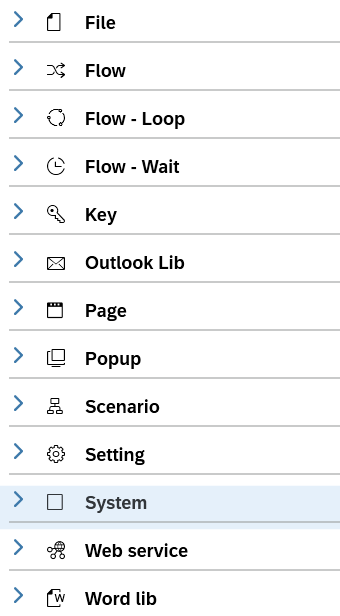 File
Flow
Flow - Loop
Flow - Wait
Key
Outlook Lib
Page
Popup
Scenario
Setting
System
Web service
Word lib